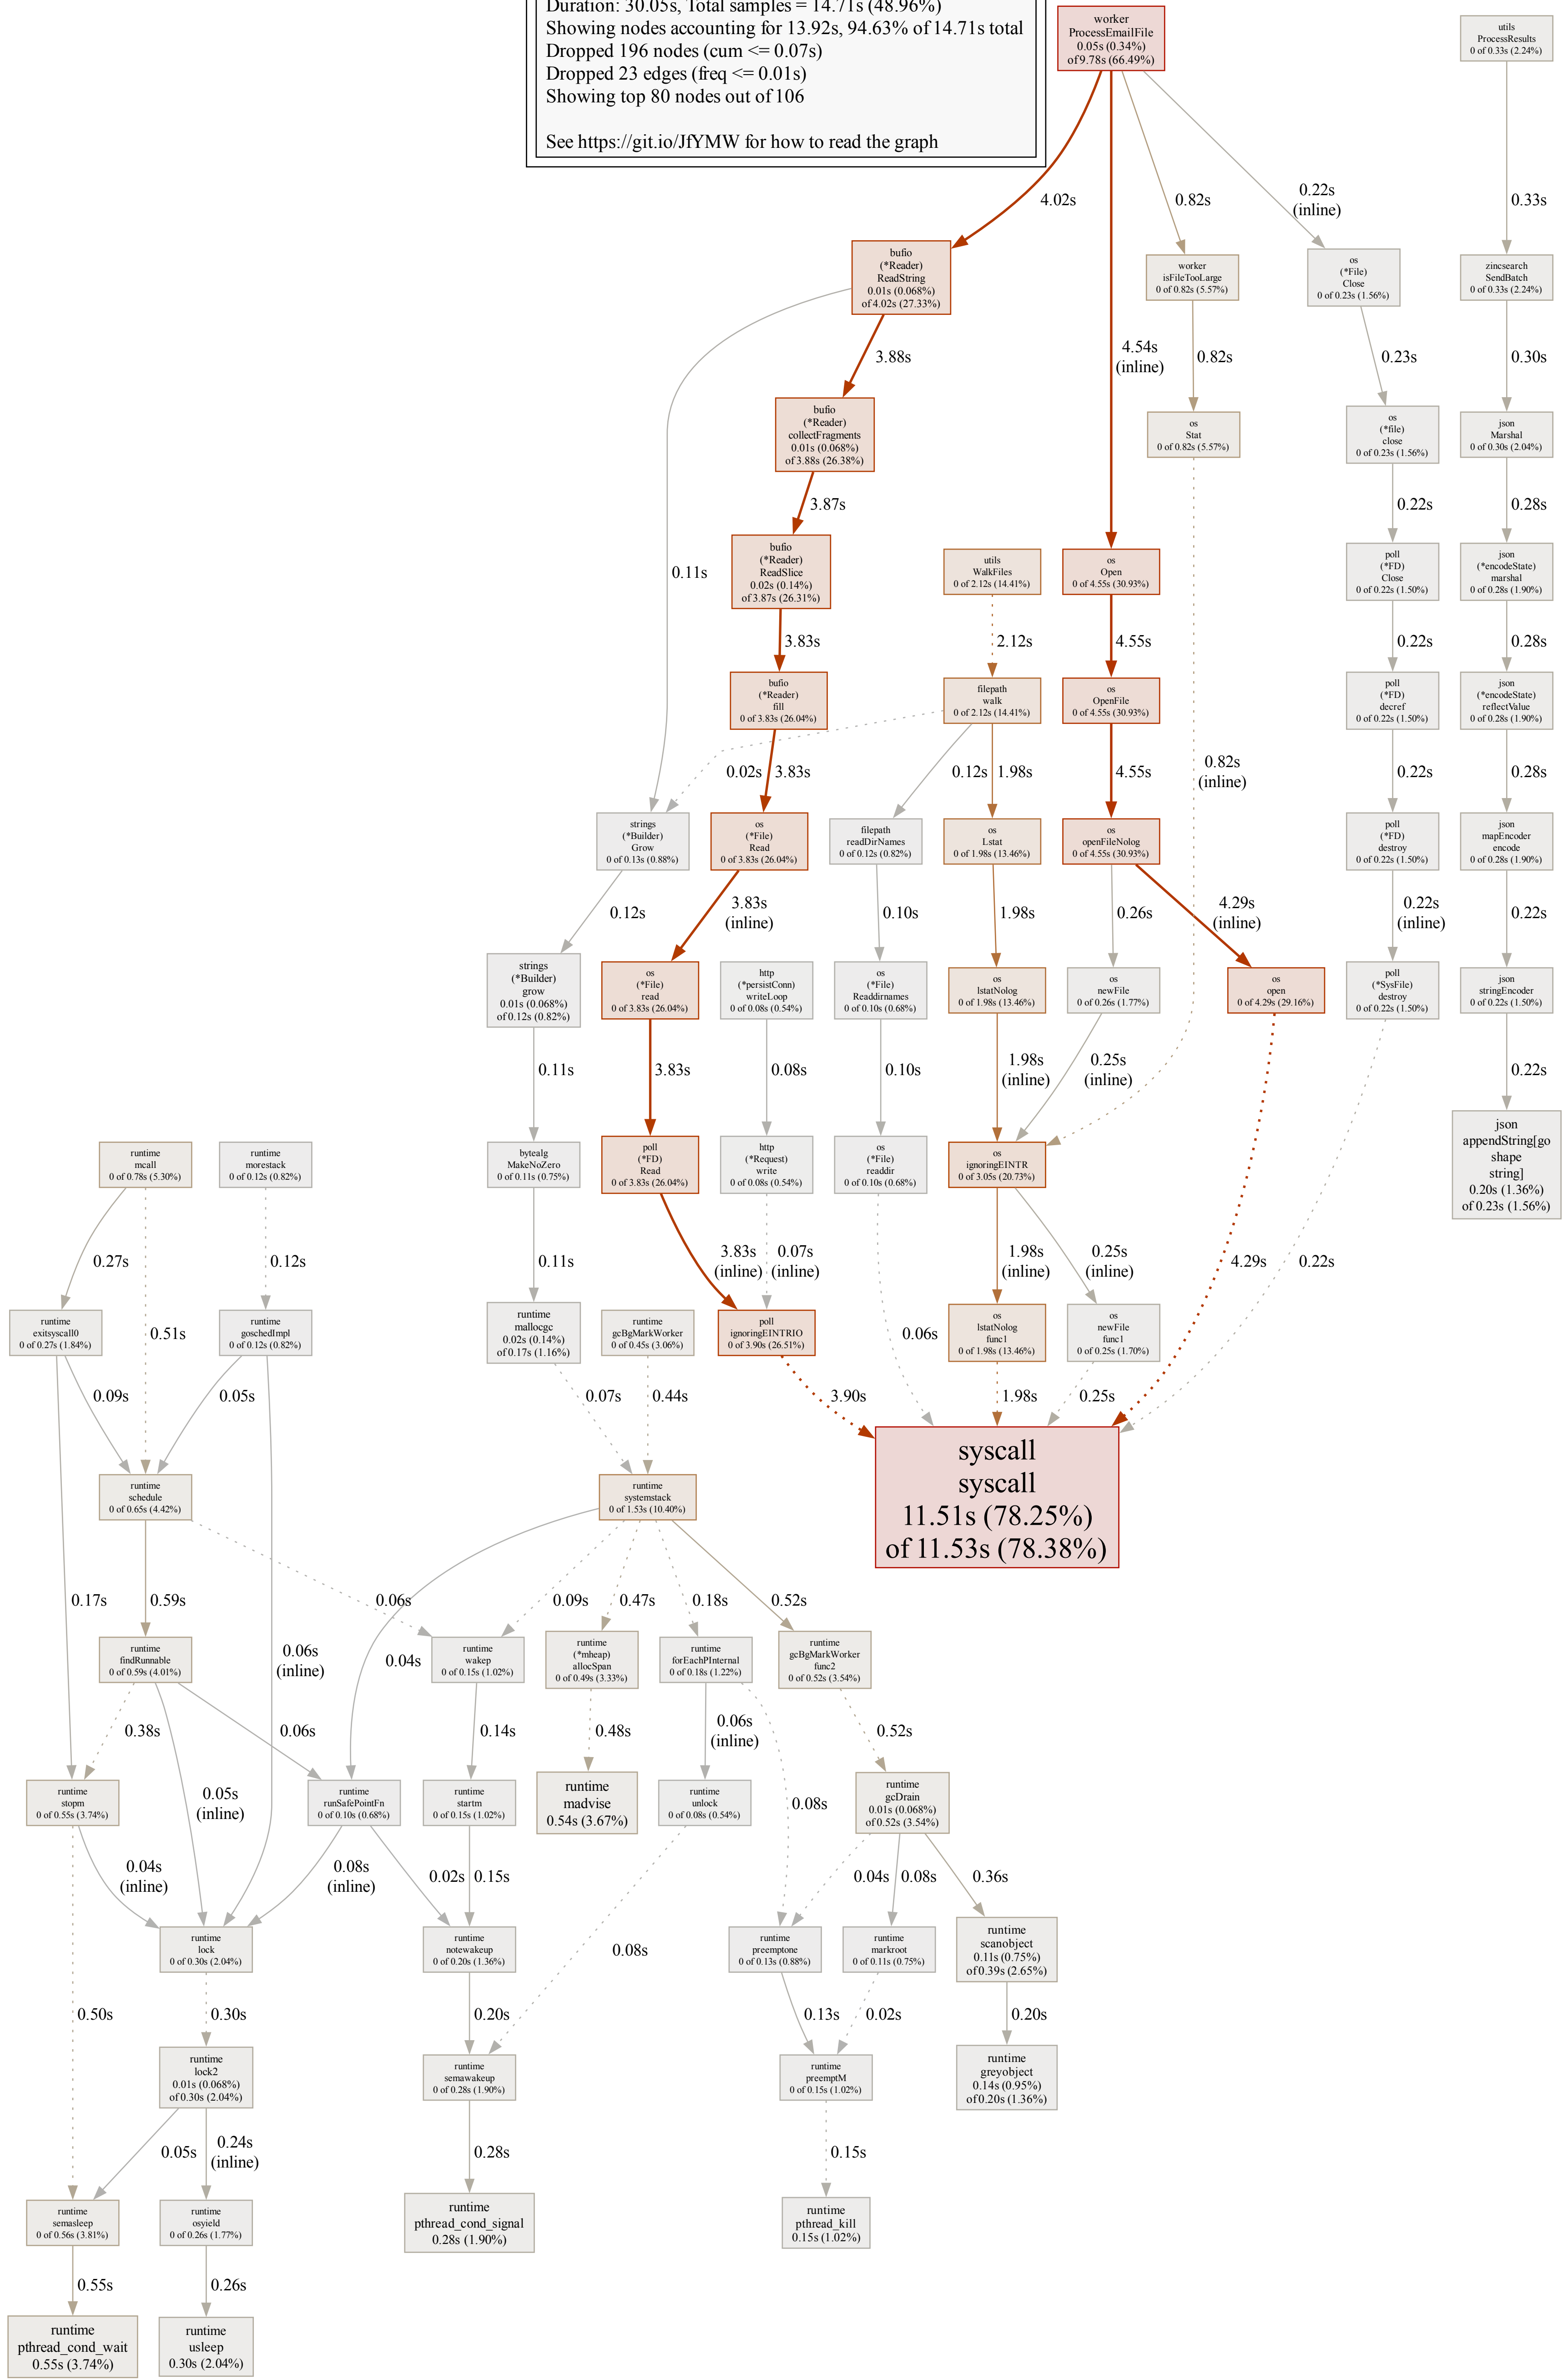 Duration: 30.05s, Total samples = 14.71s (48.96%)
Showing nodes accounting for 13.92s, 94.63% of 14.71s total
Dropped 196 nodes (cum <= 0.07s)
Dropped 23 edges (freq <= 0.01s)
Showing top 80 nodes out of 106
See https://git.io/JfYMW for how to read the graph
worker
ProcessEmailFile
0.05s (0.34%)
of 9.78s (66.49%)
utils
ProcessResults
0 of 0.33s (2.24%)
4.02s
0.82s
0.22s
(inline)
0.33s
bufio
(*Reader)
ReadString
0.01s (0.068%)
of 4.02s (27.33%)
worker
isFileTooLarge
0 of 0.82s (5.57%)
os
(*File)
Close
0 of 0.23s (1.56%)
zincsearch
SendBatch
0 of 0.33s (2.24%)
3.88s
4.54s
(inline)
0.82s
0.23s
0.30s
bufio
(*Reader)
collectFragments
0.01s (0.068%)
of 3.88s (26.38%)
os
Stat
0 of 0.82s (5.57%)
os
(*file)
close
0 of 0.23s (1.56%)
json
Marshal
0 of 0.30s (2.04%)
3.87s
0.22s
0.28s
0.11s
bufio
(*Reader)
ReadSlice
0.02s (0.14%)
of 3.87s (26.31%)
utils
WalkFiles
0 of 2.12s (14.41%)
os
Open
0 of 4.55s (30.93%)
poll
(*FD)
Close
0 of 0.22s (1.50%)
json
(*encodeState)
marshal
0 of 0.28s (1.90%)
3.83s
2.12s
4.55s
0.22s
0.28s
bufio
(*Reader)
fill
0 of 3.83s (26.04%)
filepath
walk
0 of 2.12s (14.41%)
os
OpenFile
0 of 4.55s (30.93%)
poll
(*FD)
decref
0 of 0.22s (1.50%)
json
(*encodeState)
reflectValue
0 of 0.28s (1.90%)
0.02s
3.83s
0.12s
1.98s
4.55s
0.82s
(inline)
0.22s
0.28s
strings
(*Builder)
Grow
0 of 0.13s (0.88%)
os
(*File)
Read
0 of 3.83s (26.04%)
filepath
readDirNames
0 of 0.12s (0.82%)
os
Lstat
0 of 1.98s (13.46%)
os
openFileNolog
0 of 4.55s (30.93%)
poll
(*FD)
destroy
0 of 0.22s (1.50%)
json
mapEncoder
encode
0 of 0.28s (1.90%)
0.12s
3.83s
(inline)
0.10s
1.98s
0.26s
4.29s
(inline)
0.22s
(inline)
0.22s
strings
(*Builder)
grow
0.01s (0.068%)
of 0.12s (0.82%)
os
(*File)
read
0 of 3.83s (26.04%)
http
(*persistConn)
writeLoop
0 of 0.08s (0.54%)
os
(*File)
Readdirnames
0 of 0.10s (0.68%)
os
lstatNolog
0 of 1.98s (13.46%)
os
newFile
0 of 0.26s (1.77%)
os
open
0 of 4.29s (29.16%)
poll
(*SysFile)
destroy
0 of 0.22s (1.50%)
json
stringEncoder
0 of 0.22s (1.50%)
0.11s
3.83s
0.08s
0.10s
1.98s
(inline)
0.25s
(inline)
0.22s
json
appendString[go
shape
string]
0.20s (1.36%)
of 0.23s (1.56%)
runtime
mcall
0 of 0.78s (5.30%)
runtime
morestack
0 of 0.12s (0.82%)
bytealg
MakeNoZero
0 of 0.11s (0.75%)
poll
(*FD)
Read
0 of 3.83s (26.04%)
http
(*Request)
write
0 of 0.08s (0.54%)
os
(*File)
readdir
0 of 0.10s (0.68%)
os
ignoringEINTR
0 of 3.05s (20.73%)
0.27s
0.12s
0.11s
3.83s
(inline)
0.07s
(inline)
1.98s
(inline)
0.25s
(inline)
4.29s
0.22s
runtime
exitsyscall0
0 of 0.27s (1.84%)
0.51s
runtime
goschedImpl
0 of 0.12s (0.82%)
runtime
mallocgc
0.02s (0.14%)
of 0.17s (1.16%)
runtime
gcBgMarkWorker
0 of 0.45s (3.06%)
poll
ignoringEINTRIO
0 of 3.90s (26.51%)
0.06s
os
lstatNolog
func1
0 of 1.98s (13.46%)
os
newFile
func1
0 of 0.25s (1.70%)
0.09s
0.05s
0.07s
0.44s
3.90s
1.98s
0.25s
syscall
syscall
11.51s (78.25%)
of 11.53s (78.38%)
runtime
schedule
0 of 0.65s (4.42%)
runtime
systemstack
0 of 1.53s (10.40%)
0.17s
0.59s
0.06s
0.09s
0.47s
0.18s
0.52s
0.06s
(inline)
0.04s
runtime
findRunnable
0 of 0.59s (4.01%)
runtime
wakep
0 of 0.15s (1.02%)
runtime
(*mheap)
allocSpan
0 of 0.49s (3.33%)
runtime
forEachPInternal
0 of 0.18s (1.22%)
runtime
gcBgMarkWorker
func2
0 of 0.52s (3.54%)
0.38s
0.06s
0.14s
0.48s
0.06s
(inline)
0.52s
runtime
stopm
0 of 0.55s (3.74%)
0.05s
(inline)
runtime
runSafePointFn
0 of 0.10s (0.68%)
runtime
startm
0 of 0.15s (1.02%)
runtime
madvise
0.54s (3.67%)
runtime
unlock
0 of 0.08s (0.54%)
0.08s
runtime
gcDrain
0.01s (0.068%)
of 0.52s (3.54%)
0.04s
(inline)
0.08s
(inline)
0.02s
0.15s
0.04s
0.08s
0.36s
runtime
lock
0 of 0.30s (2.04%)
runtime
notewakeup
0 of 0.20s (1.36%)
0.08s
runtime
preemptone
0 of 0.13s (0.88%)
runtime
markroot
0 of 0.11s (0.75%)
runtime
scanobject
0.11s (0.75%)
of 0.39s (2.65%)
0.50s
0.30s
0.20s
0.13s
0.02s
0.20s
runtime
lock2
0.01s (0.068%)
of 0.30s (2.04%)
runtime
semawakeup
0 of 0.28s (1.90%)
runtime
preemptM
0 of 0.15s (1.02%)
runtime
greyobject
0.14s (0.95%)
of 0.20s (1.36%)
0.05s
0.24s
(inline)
0.28s
0.15s
runtime
semasleep
0 of 0.56s (3.81%)
runtime
osyield
0 of 0.26s (1.77%)
runtime
pthread_cond_signal
0.28s (1.90%)
runtime
pthread_kill
0.15s (1.02%)
0.55s
0.26s
runtime
pthread_cond_wait
0.55s (3.74%)
runtime
usleep
0.30s (2.04%)